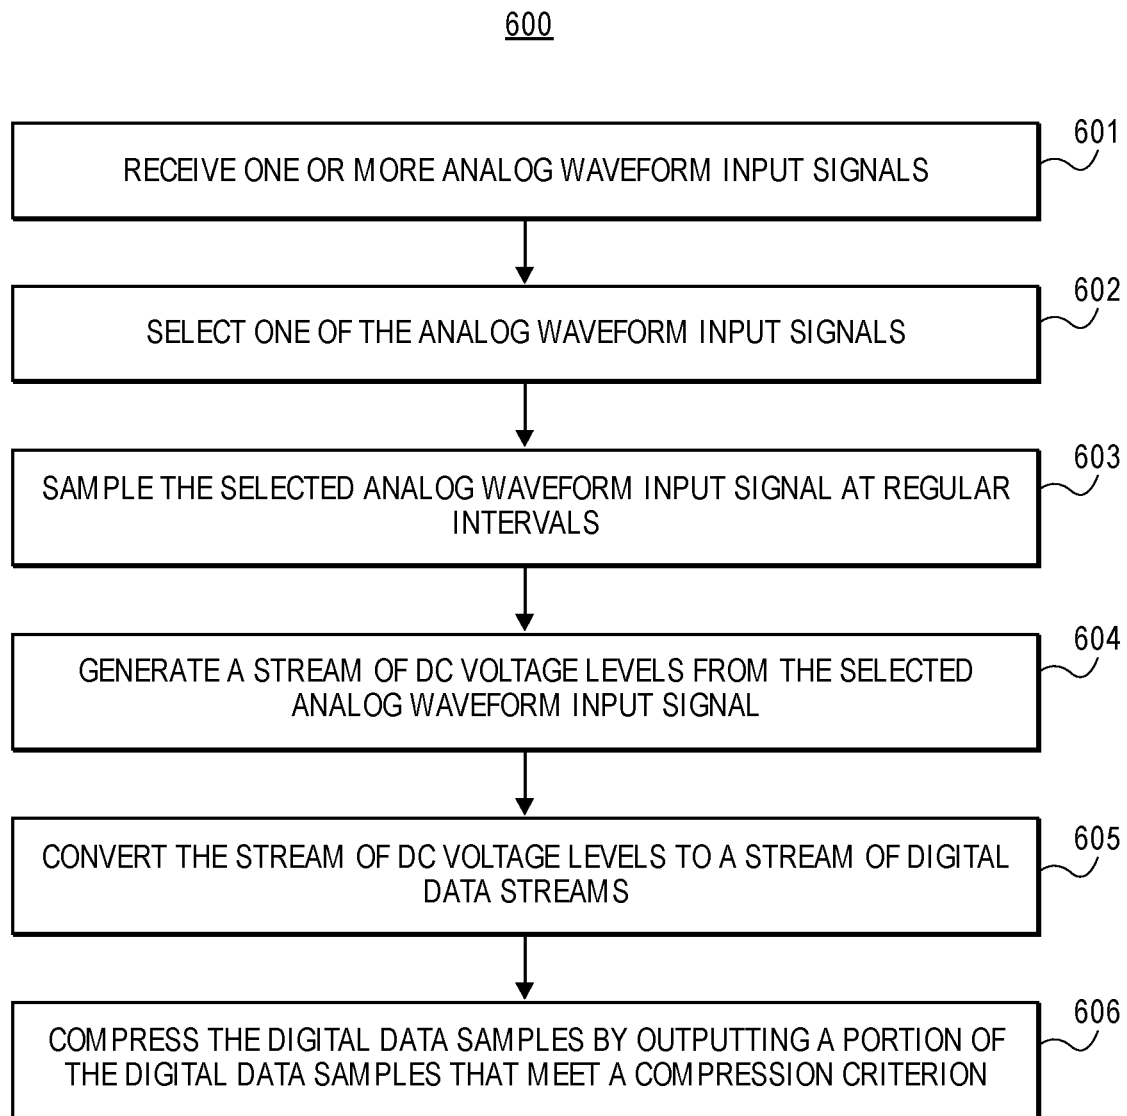 600
601
RECEIVE ONE OR MORE ANALOG WAVEFORM INPUT SIGNALS
602
SELECT ONE OF THE ANALOG WAVEFORM INPUT SIGNALS
603
SAMPLE THE SELECTED ANALOG WAVEFORM INPUT SIGNAL AT REGULAR
INTERVALS
604
GENERATE A STREAM OF DC VOLTAGE LEVELS FROM THE SELECTED
ANALOG WAVEFORM INPUT SIGNAL
605
CONVERT THE STREAM OF DC VOLTAGE LEVELS TO A STREAM OF DIGITAL
DATA STREAMS
606
COMPRESS THE DIGITAL DATA SAMPLES BY OUTPUTTING A PORTION OF
THE DIGITAL DATA SAMPLES THAT MEET A COMPRESSION CRITERION